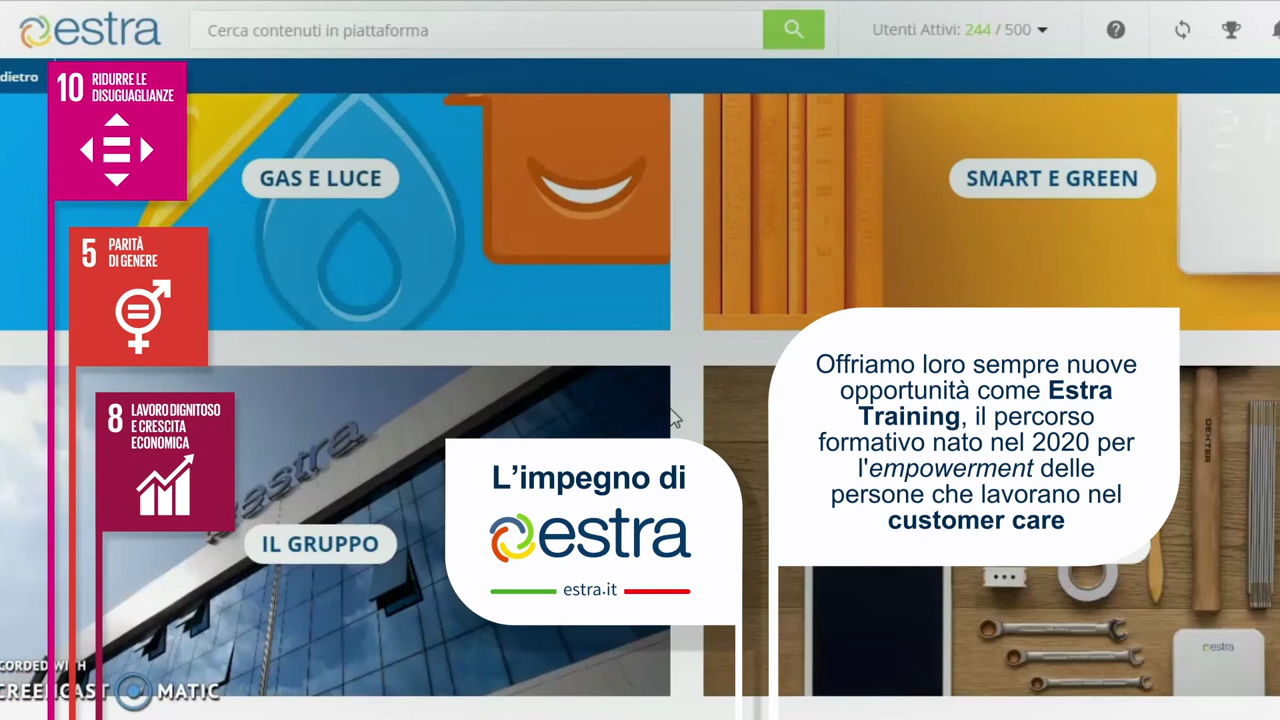 estra
Cerca contenuti in piattaforma
Utenti Attivi: 244 / 500
dietro
10 RIDURRE LE
DISUGUAGLIANZE
GAS E LUCE
SMART E GREEN
5 PARITÀ
DI GENERE
8 LAVORO DIGNITOSO
E CRESCITA
ECONOMICA
estra
IL GRUPPO
L'impegno di
estra
estra.it
Offriamo loro sempre nuove
opportunità come Estra
Training, il percorso
formativo nato nel 2020 per
l'empowerment delle
persone che lavorano nel
customer care
DEXTER
estra
CORDED WITH
CREENCAST MATIC